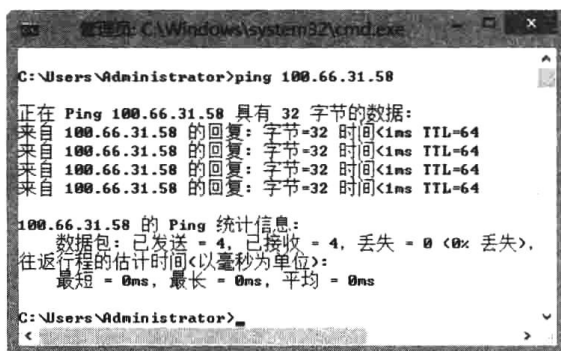 管理员: C:\Windows\system32\cmd.exe
C:\Users\Administrator>ping 100.66.31.58
正在 Ping 100.66.31.58 具有 32 字节的数据:
来自 100.66.31.58 的回复: 字节=32 时间<1ms TTL=64
来自 100.66.31.58 的回复: 字节=32 时间<1ms TTL=64
来自 100.66.31.58 的回复: 字节=32 时间<1ms TTL=64
来自 100.66.31.58 的回复: 字节=32 时间<1ms TTL=64
100.66.31.58 的 Ping 统计信息:
数据包: 已发送 = 4, 已接收 = 4, 丢失 = 0 (0% 丢失),
往返行程的估计时间(以毫秒为单位):
最短 = 0ms, 最长 = 0ms, 平均 = 0ms
C:\Users\Administrator>